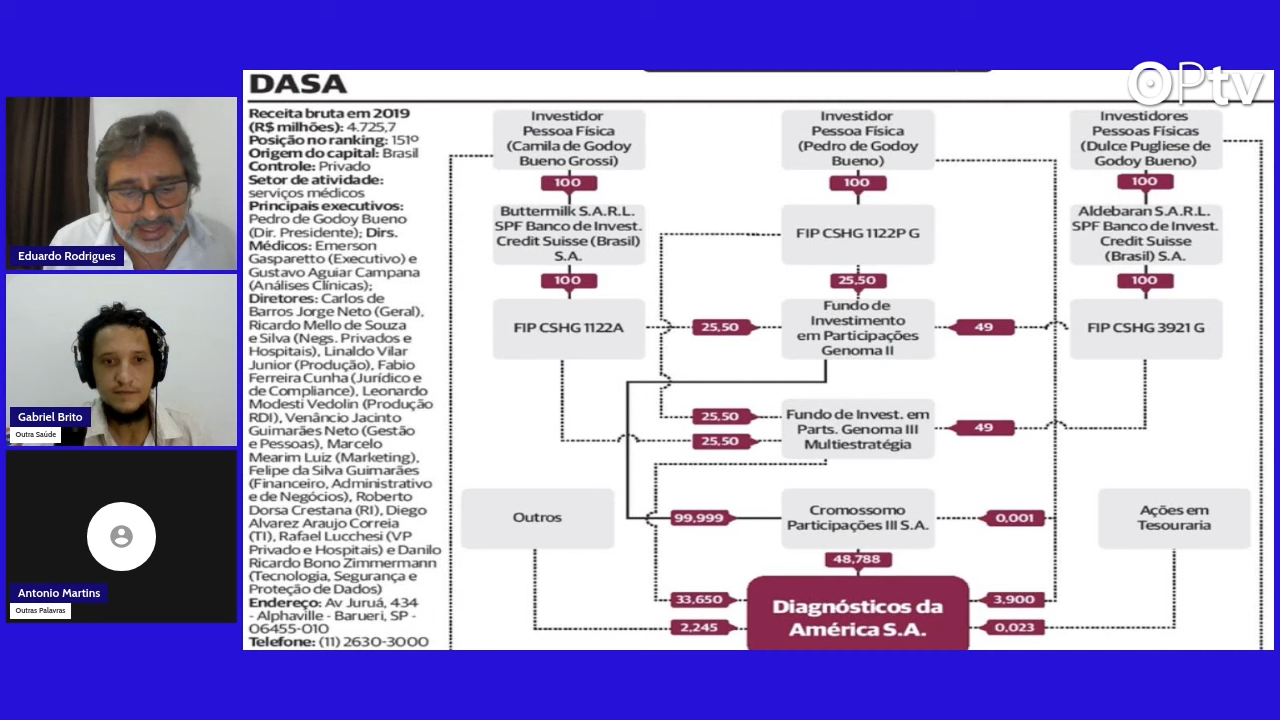 OPtv
Eduardo Rodrigues
Gabriel Brito
Outra Saúde
Antonio Martins
Outras Palavras
DASA
Receita bruta em 2019
(R$ milhões): 4.725,7
Posição no ranking: 151º
Origem do capital: Brasil
Controle: Privado
Setor de atividade:
serviços médicos
Principais executivos:
Pedro de Godoy Bueno
(Dir. Presidente); Dirs.
Médicos: Emerson
Gasparetto (Executivo) e
Gustavo Aguiar Campana
(Análises Clínicas);
Diretores: Carlos de
Barros Jorge Neto (Geral),
Ricardo Mello de Souza
e Silva (Negs. Privados e
Hospitais), Linaldo Vilar
Junior (Produção), Fabio
Ferreira Cunha (Jurídico e
de Compliance), Leonardo
Modesti Vedolin (Produção
RDI), Venâncio Jacinto
Guimarães Neto (Gestão
e Pessoas), Marcelo
Mearim Luiz (Marketing),
Felipe da Silva Guimarães
(Financeiro, Administrativo
e de Negócios), Roberto
Dorsa Crestana (RI), Diego
Alvarez Araujo Correia
(TI), Rafael Lucchesi (VP
Privado e Hospitais) e Danilo
Ricardo Bono Zimmermann
(Tecnologia, Segurança e
Proteção de Dados)
Endereço: Av Juruá, 434
- Alphaville - Barueri, SP -
06455-010
Telefone: (11) 2630-3000
Investidor
Pessoa Física
(Camila de Godoy
Bueno Grossi)
Investidor
Pessoa Física
(Pedro de Godoy
Bueno)
Investidores
Pessoas Físicas
(Dulce Pugliese de
Godoy Bueno)
100
100
100
Buttermilk S.A.R.L.
SPF Banco de Invest.
Credit Suisse (Brasil)
S.A.
FIP CSHG 1122P G
Aldebaran S.A.R.L.
SPF Banco de Invest.
Credit Suisse
(Brasil) S.A.
100
25,50
100
FIP CSHG 1122A
25,50
Fundo de
Investimento
em Participações
Genoma II
49
FIP CSHG 3921 G
25,50
25,50
Fundo de Invest. em
Parts. Genoma III
Multiestratégia
49
Outros
99,999
Cromossomo
Participações III S.A.
0,001
Ações em
Tesouraria
48,788
33,650
2,245
Diagnósticos da
América S.A.
3,900
0,023